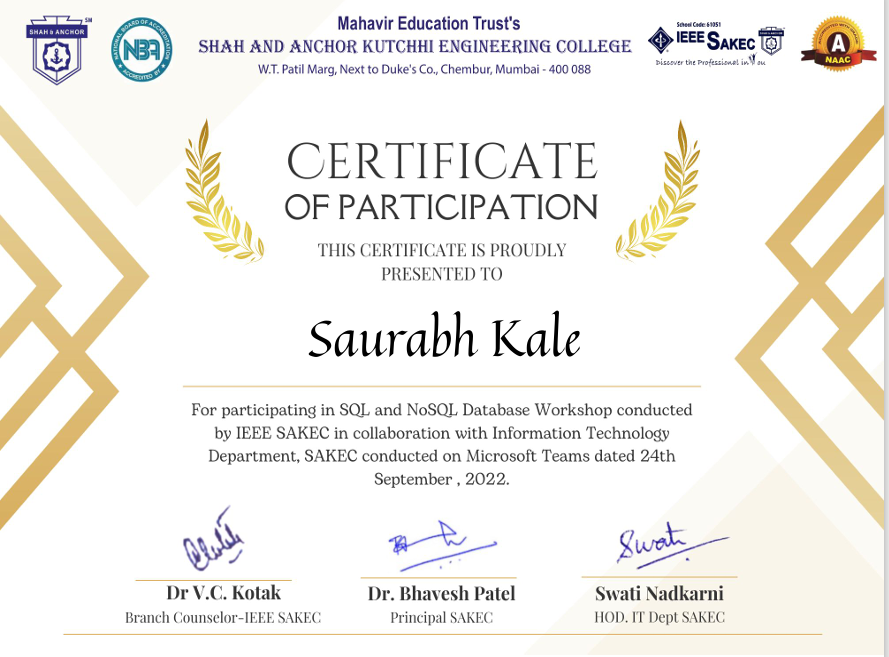 SHAH & ANCHOR
SM
NATIONAL BOARD OF ACCREDITATION
NBA
ACCREDITED BY
Mahavir Education Trust's
SHAH AND ANCHOR KUTCHHI ENGINEERING COLLEGE
W.T. Patil Marg, Next to Duke's Co., Chembur, Mumbai - 400 088
School Code: 61051
IEEE SAKEC
Discover the Professional in You
A
NAAC
CERTIFICATE
OF PARTICIPATION
THIS CERTIFICATE IS PROUDLY
PRESENTED TO
Saurabh Kale
For participating in SQL and NoSQL Database Workshop conducted
by IEEE SAKEC in collaboration with Information Technology
Department, SAKEC conducted on Microsoft Teams dated 24th
September , 2022.
Swati
Dr V.C. Kotak
Dr. Bhavesh Patel
Swati Nadkarni
Branch Counselor-IEEE SAKEC
Principal SAKEC
HOD. IT Dept SAKEC